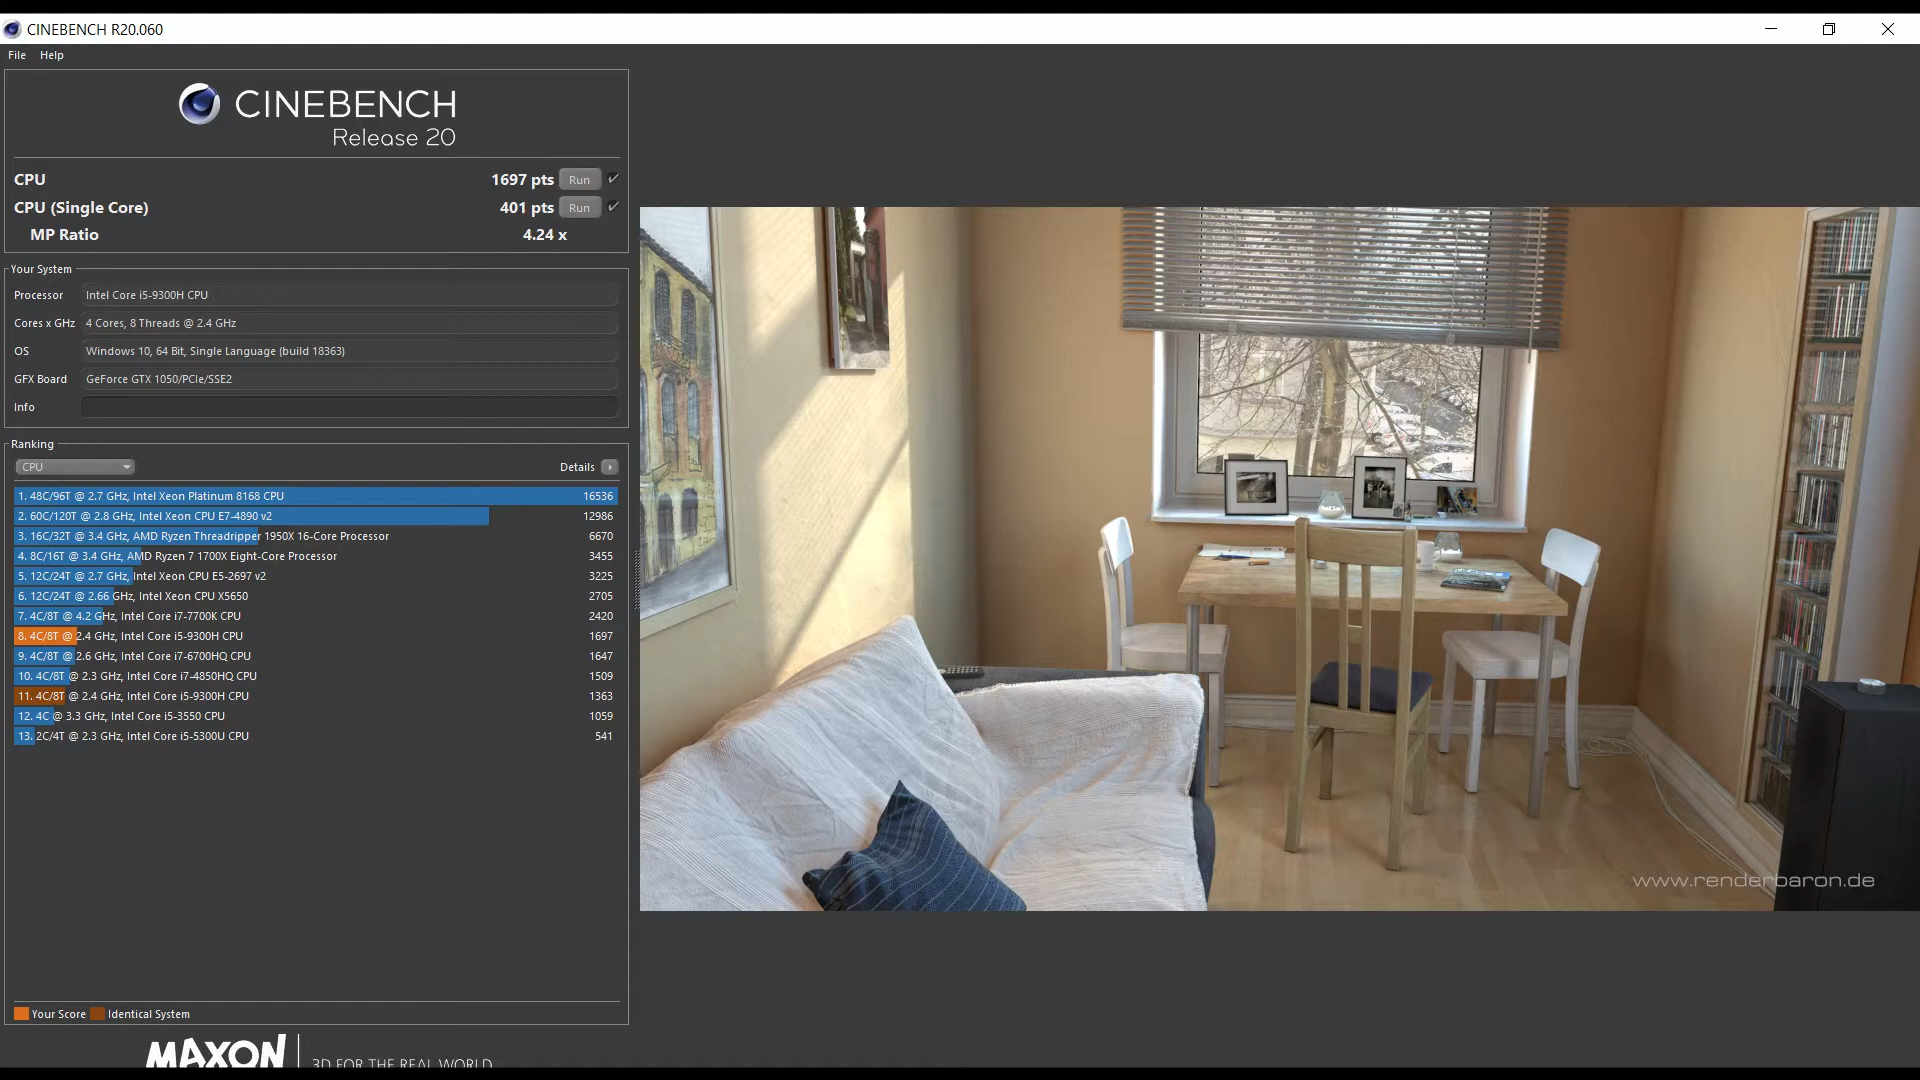 CINEBENCH R20.060
File Help
CINEBENCH
Release 20
CPU 1697 pts Run
CPU (Single Core) 401 pts Run
MP Ratio 4.24 x
Your System
Processor Intel Core i5-9300H CPU
Cores x GHz 4 Cores, 8 Threads @ 2.4 GHz
OS Windows 10, 64 Bit, Single Language (build 18363)
GFX Board GeForce GTX 1050/PCIe/SSE2
Info
Ranking
CPU Details
1. 48C/96T @ 2.7 GHz, Intel Xeon Platinum 8168 CPU 16536
2. 60C/120T @ 2.8 GHz, Intel Xeon CPU E7-4890 v2 12986
3. 16C/32T @ 3.4 GHz, AMD Ryzen Threadripper 1950X 16-Core Processor 6670
4. 8C/16T @ 3.4 GHz, AMD Ryzen 7 1700X Eight-Core Processor 3455
5. 12C/24T @ 2.7 GHz, Intel Xeon CPU E5-2697 v2 3225
6. 12C/24T @ 2.66 GHz, Intel Xeon CPU X5650 2705
7. 4C/8T @ 4.2 GHz, Intel Core i7-7700K CPU 2420
8. 4C/8T @ 2.4 GHz, Intel Core i5-9300H CPU 1697
9. 4C/8T @ 2.6 GHz, Intel Core i7-6700HQ CPU 1647
10. 4C/8T @ 2.3 GHz, Intel Core i7-4850HQ CPU 1509
11. 4C/8T @ 2.4 GHz, Intel Core i5-9300H CPU 1363
12. 4C @ 3.3 GHz, Intel Core i5-3550 CPU 1059
13. 2C/4T @ 2.3 GHz, Intel Core i5-5300U CPU 541
Your Score Identical System
MAXON 3D FOR THE REAL WORLD
www.renderbaron.de